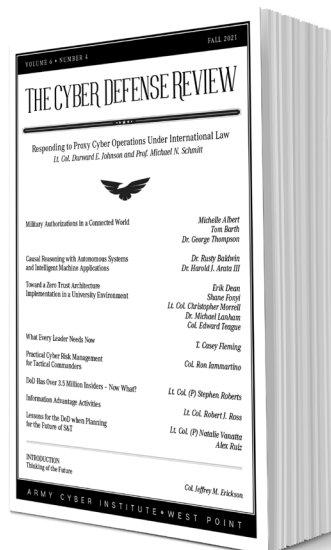 VOLUME 6 • NUMBER 4
FALL 2021
THE CYBER DEFENSE REVIEW
Responding to Proxy Cyber Operations Under International Law
Lt. Col. Durward E. Johnson and Prof. Michael N. Schmitt
Military Authorizations in a Connected World
Michelle Albert
Tom Barth
Dr. George Thompson
Causal Reasoning with Autonomous Systems
and Intelligent Machine Applications
Dr. Rusty Baldwin
Dr. Harold J. Arata III
Toward a Zero Trust Architecture
Implementation in a University Environment
Erik Dean
Shane Fonyi
Lt. Col. Christopher Morrell
Dr. Michael Lanham
Col. Edward Teague
What Every Leader Needs Now
T. Casey Fleming
Practical Cyber Risk Management
for Tactical Commanders
Col. Ron Iammartino
DoD Has Over 3.5 Million Insiders – Now What?
Lt. Col. (P) Stephen Roberts
Information Advantage Activities
Lt. Col. Robert J. Ross
Lessons for the DoD when Planning
for the Future of S&T
Lt. Col. (P) Natalie Vanatta
Alex Ruiz
INTRODUCTION
Thinking of the Future
Col. Jeffrey M. Erickson
ARMY CYBER INSTITUTE • WEST POINT